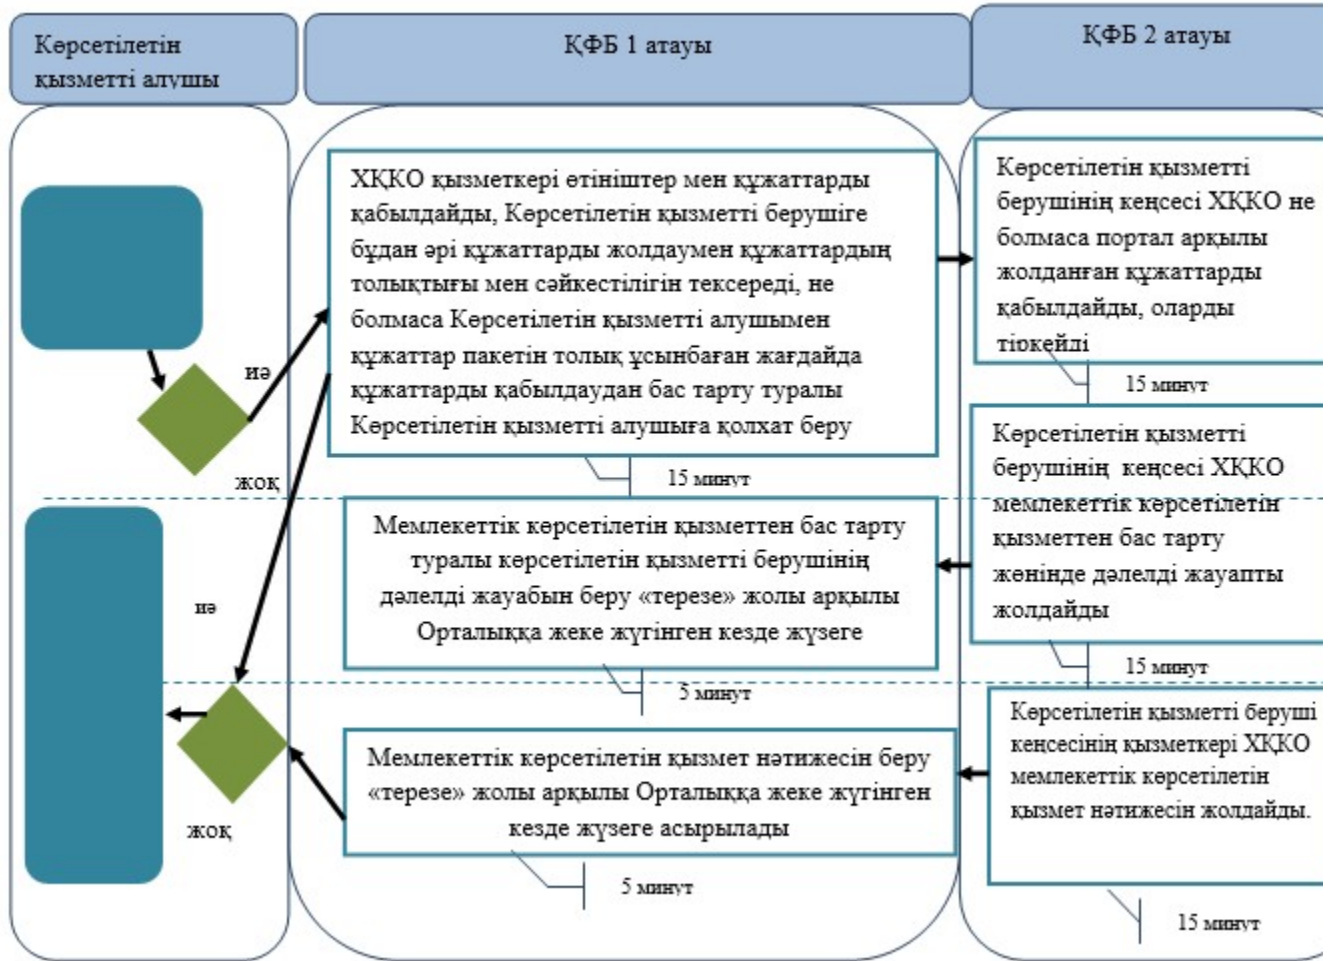 Көрсетілетін
қызметті алушы
ҚФБ 1 атауы
ҚФБ 2 атауы
ХҚКО қызметкері өтініштер мен құжаттарды
қабылдайды, Көрсетілетін қызметті берушіге
бұдан әрі құжаттарды жолдаумен құжаттардың
толықтығы мен сәйкестілігін тексереді, не
болмаса Көрсетілетін қызметті алушымен
құжаттар пакетін толық ұсынбаған жағдайда
құжаттарды қабылдаудан бас тарту туралы
Көрсетілетін қызметті алушыға қолхат беру
15 минут
Көрсетілетін қызметті
берушінің кеңсесі ХҚКО не
болмаса портал арқылы
жолданған құжаттарды
қабылдайды, оларды
тіркейді
15 минут
иә
жоқ
Мемлекеттік көрсетілетін қызметтен бас тарту
туралы көрсетілетін қызметті берушінің
дәлелді жауабын беру «терезе» жолы арқылы
Орталыққа жеке жүгінген кезде жүзеге
5 минут
Көрсетілетін қызметті
берушінің кеңсесі ХҚКО
мемлекеттік көрсетілетін
қызметтен бас тарту
жөнінде дәлелді жауапты
жолдайды
15 минут
иә
жоқ
Мемлекеттік көрсетілетін қызмет нәтижесін беру
«терезе» жолы арқылы Орталыққа жеке жүгінген
кезде жүзеге асырылады
5 минут
Көрсетілетін қызметті беруші
кеңсесінің қызметкері ХҚКО
мемлекеттік көрсетілетін
қызмет нәтижесін жолдайды.
15 минут